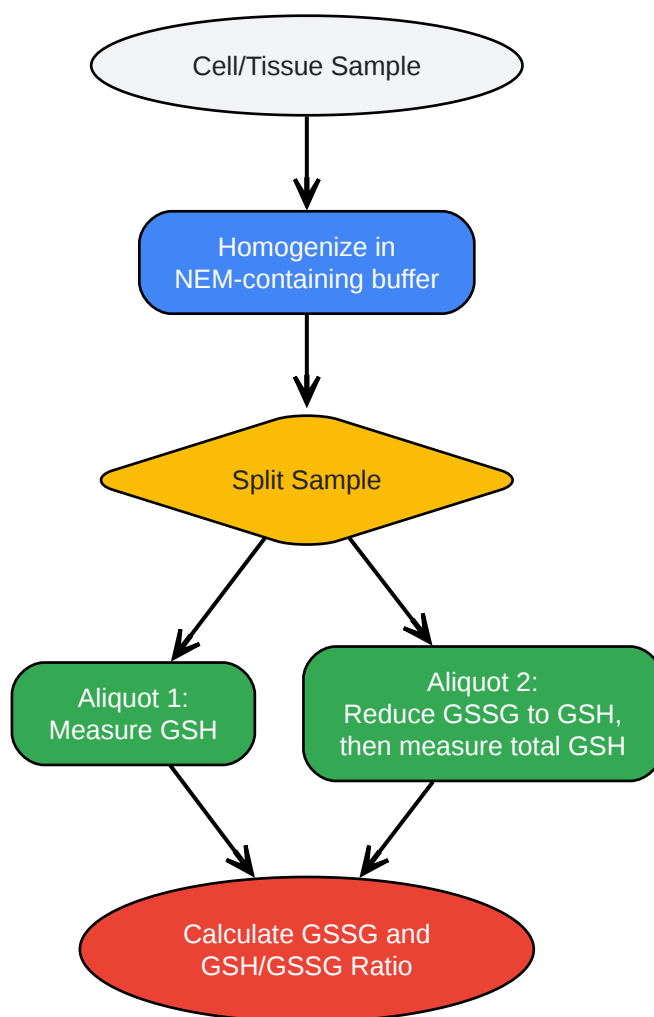 Cell/Tissue Sample
Homogenize in
NEM-containing buffer
Split Sample
Aliquot 1:
Measure GSH
Aliquot 2:
Reduce GSSG to GSH,
then measure total GSH
Calculate GSSG and
GSH/GSSG Ratio